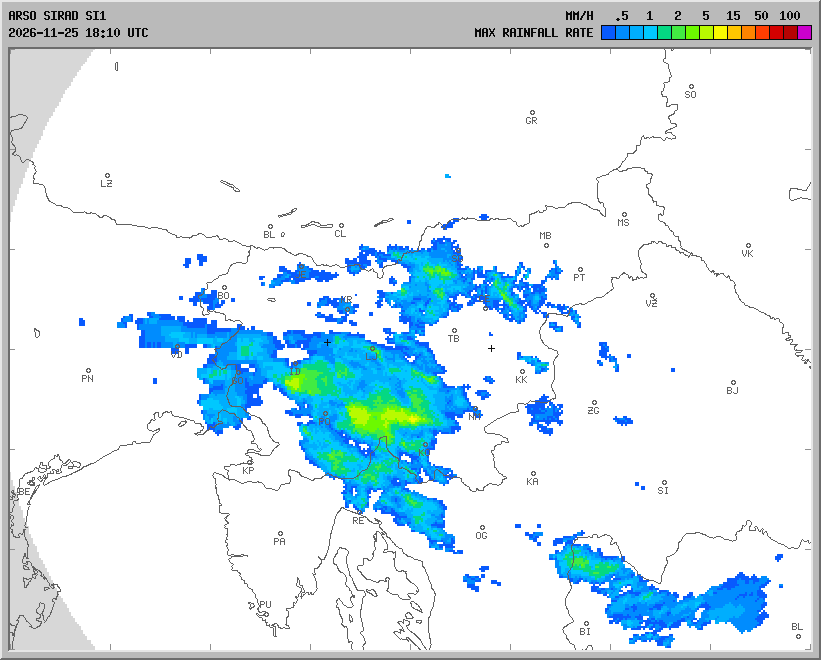 ARSO SIRAD SI1
2026-11-25 18:10 UTC
MM/H .5 1 2 5 15 50 100
MAX RAINFALL RATE
SO
GR
LZ
MS
BL
CL
MB
VK
PT
BO
VZ
TB
VD
LJ
PN
KK
BJ
ZG
NM
KP
KA
BE
SI
RE
OG
PA
PU
BI
BL